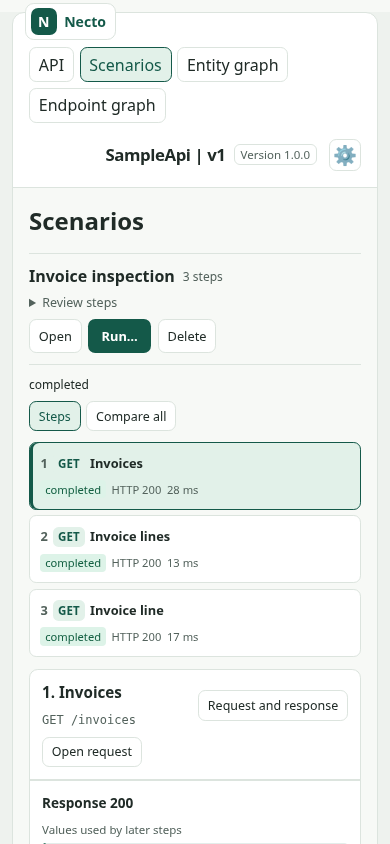 N Necto
API Scenarios Entity graph
Endpoint graph
SampleApi | v1 Version 1.0.0
Scenarios
Invoice inspection 3 steps
Review steps
Open Run... Delete
completed
Steps Compare all
1 GET Invoices
completed HTTP 200 28 ms
2 GET Invoice lines
completed HTTP 200 13 ms
3 GET Invoice line
completed HTTP 200 17 ms
1. Invoices
Request and response
GET /invoices
Open request
Response 200
Values used by later steps